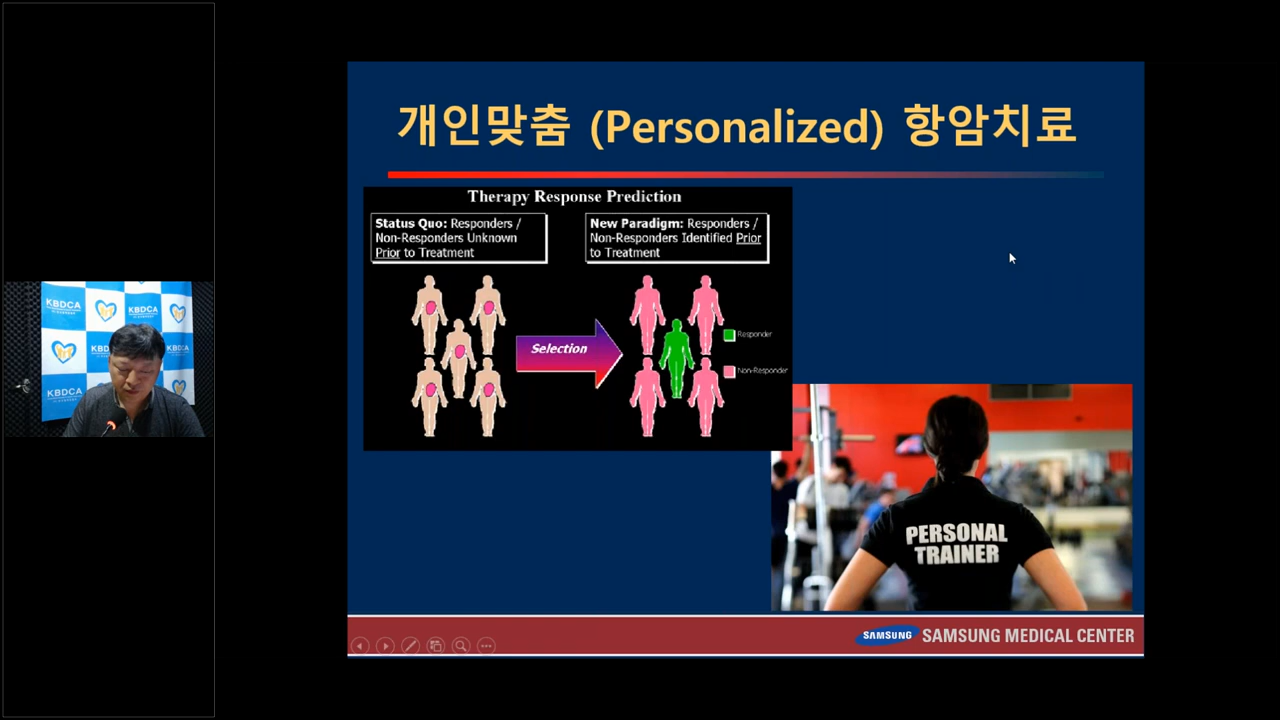 개인맞춤 (Personalized) 항암치료
Therapy Response Prediction
Status Quo: Responders /
Non-Responders Unknown
Prior to Treatment
New Paradigm: Responders /
Non-Responders Identified Prior
to Treatment
Selection
Responder
Non-Responder
PERSONAL
TRAINER
SAMSUNG SAMSUNG MEDICAL CENTER
KBDCA
KBDCA
KBD
KBDCA
KBDCA